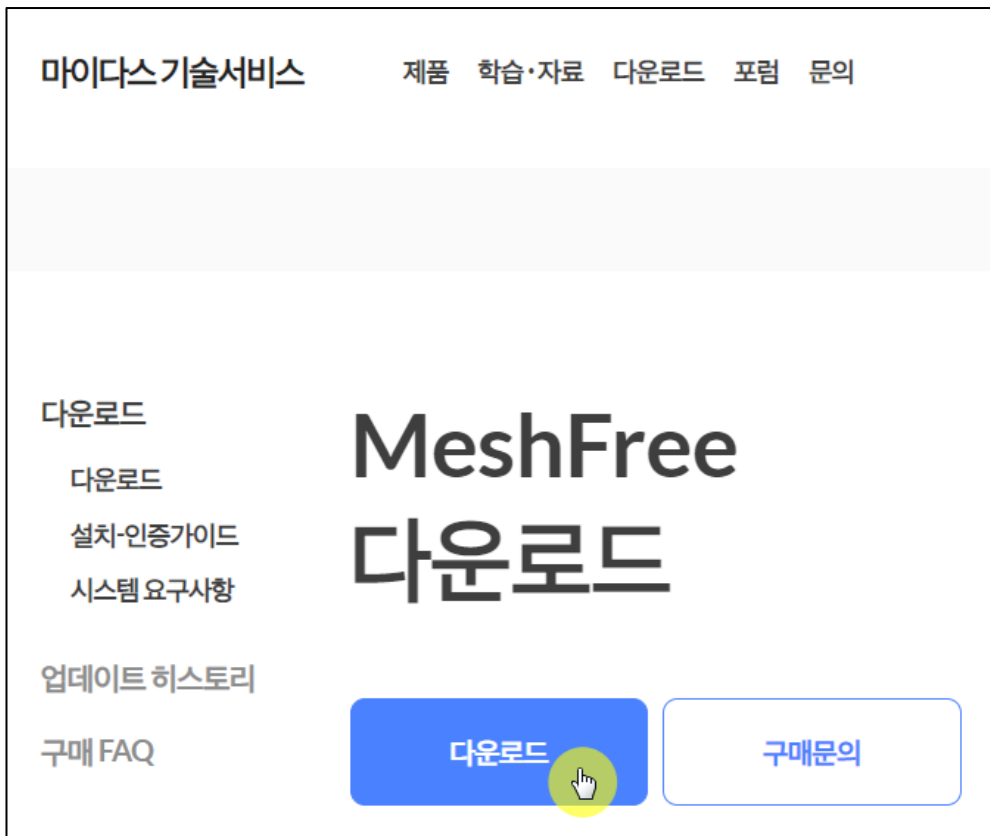 마이다스 기술서비스 제품 학습·자료 다운로드 포럼 문의
다운로드
다운로드
설치-인증가이드
시스템 요구사항
업데이트 히스토리
구매 FAQ
MeshFree
다운로드
다운로드 구매문의